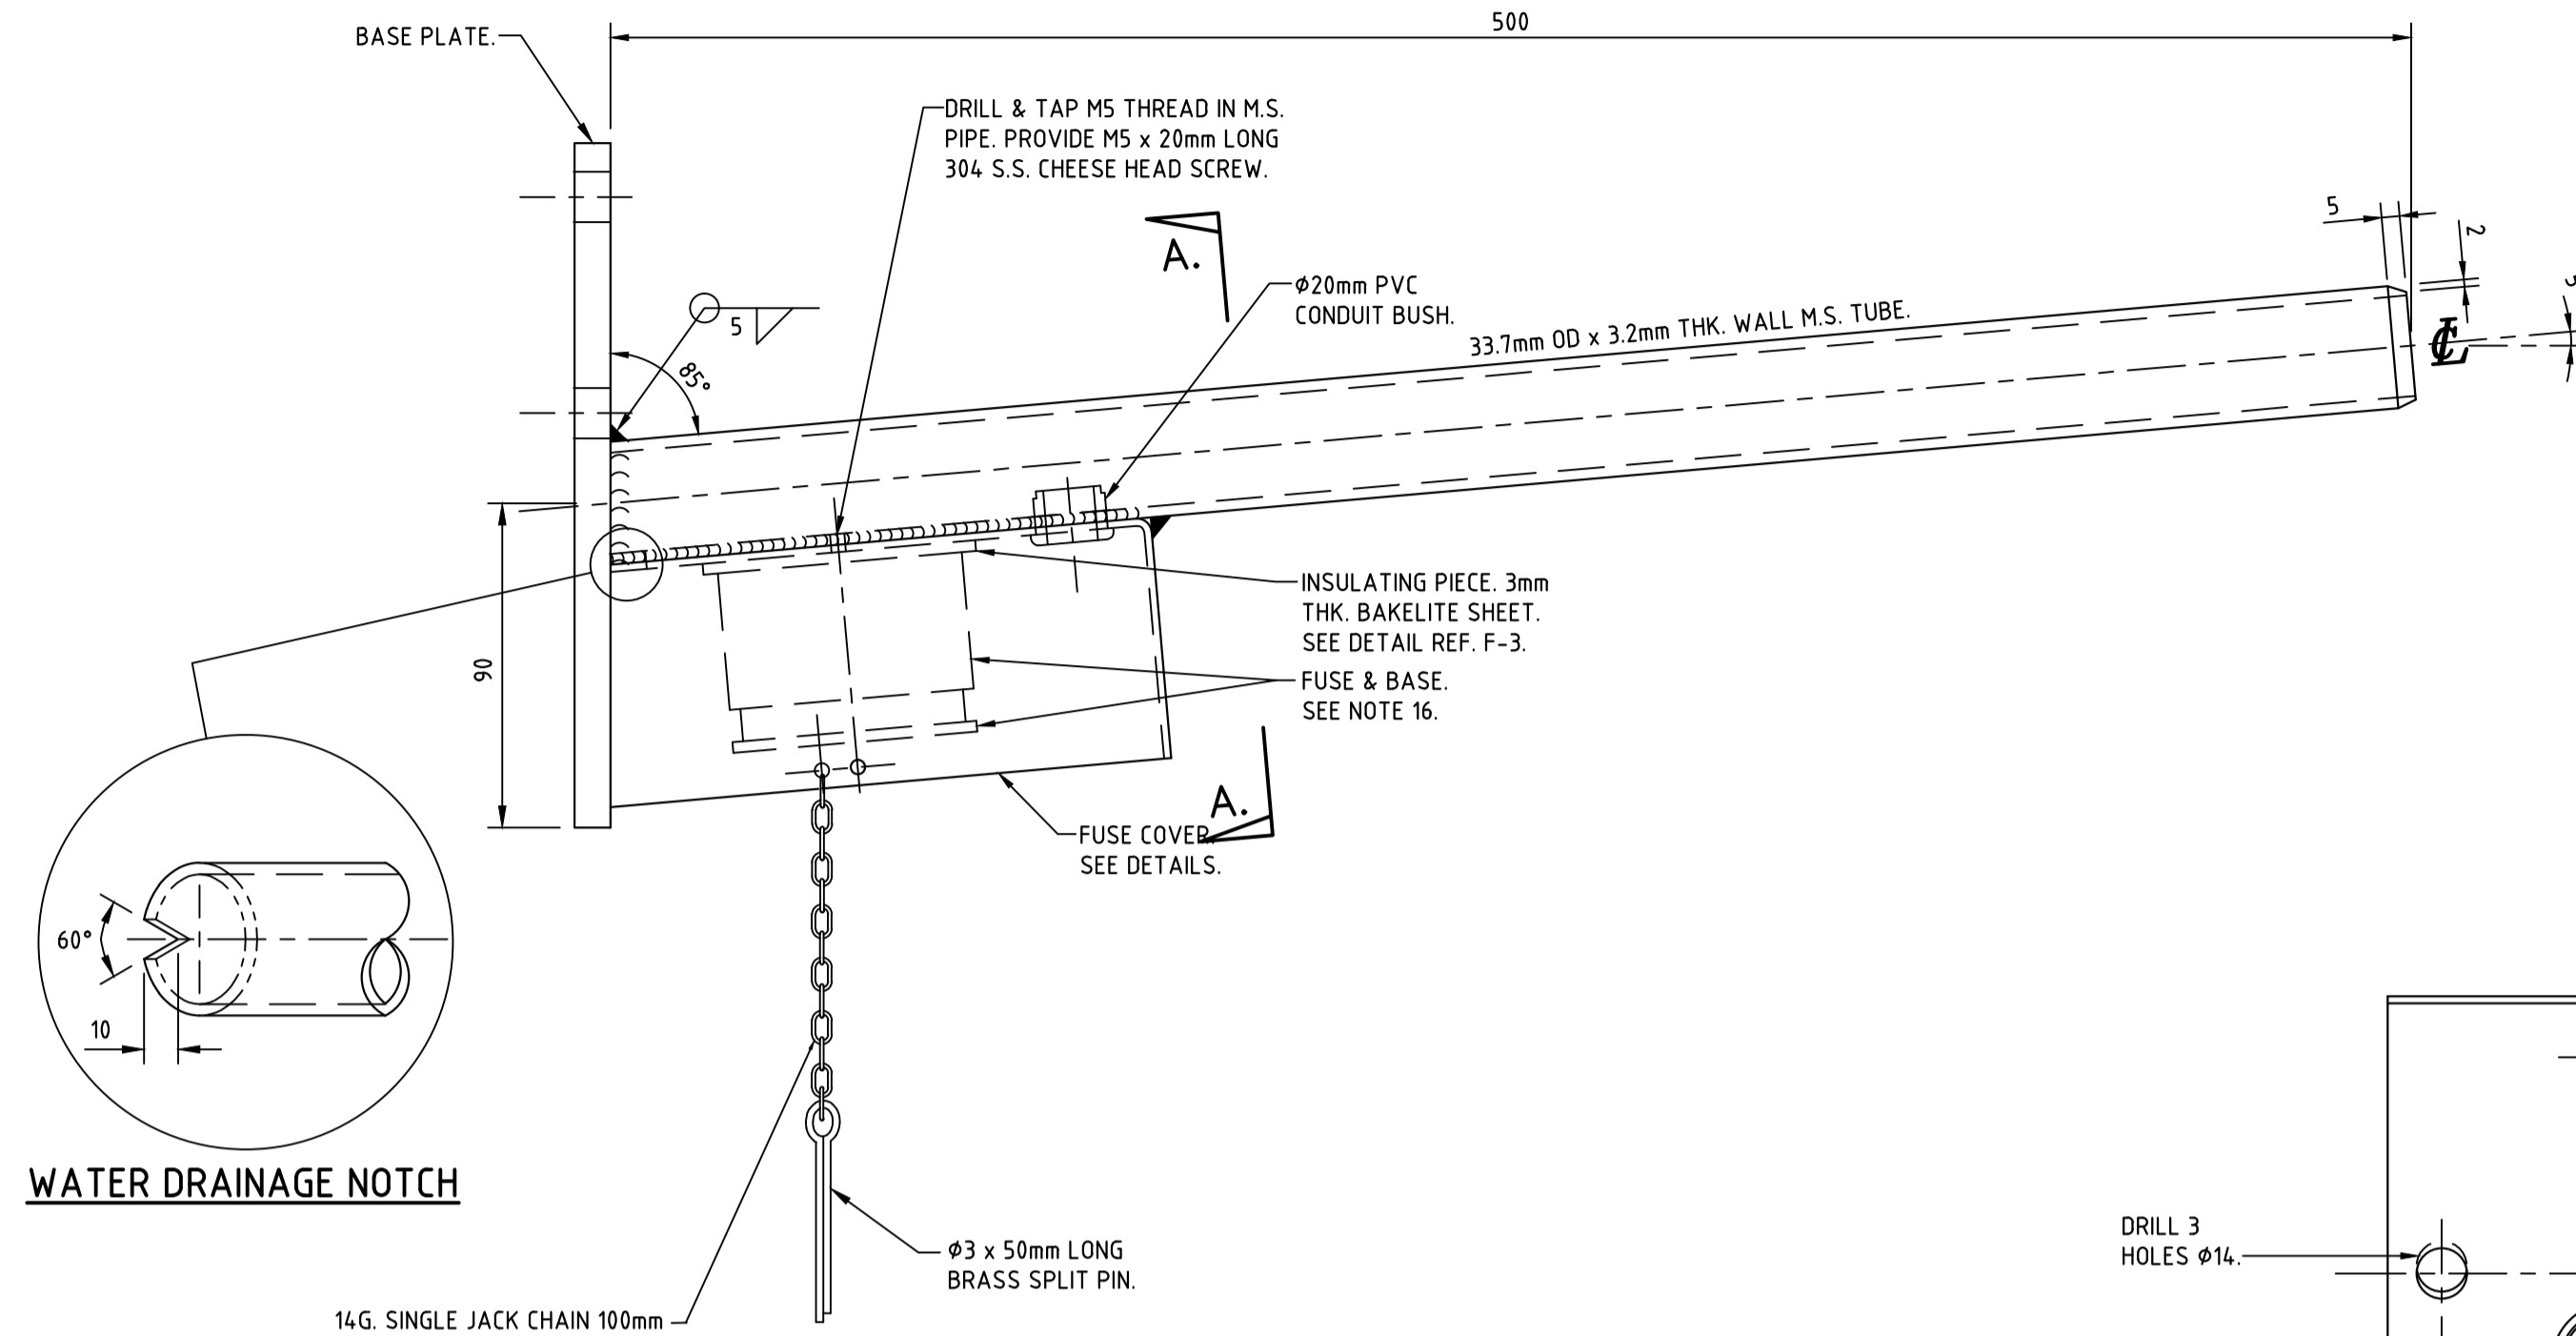 500
BASE PLATE.
DRILL & TAP M5 THREAD IN M.S.
PIPE. PROVIDE M5 x 20mm LONG
304 S.S. CHEESE HEAD SCREW.
A.
5
2
Ø20mm PVC
CONDUIT BUSH.
33.7mm OD x 3.2mm THK. WALL M.S. TUBE.
5
85°
℄
INSULATING PIECE. 3mm
THK. BAKELITE SHEET.
SEE DETAIL REF. F-3.
90
FUSE & BASE.
SEE NOTE 16.
A.
FUSE COVER.
SEE DETAILS.
60°
10
WATER DRAINAGE NOTCH
DRILL 3
HOLES Ø14.
Ø3 x 50mm LONG
BRASS SPLIT PIN.
14G. SINGLE JACK CHAIN 100mm